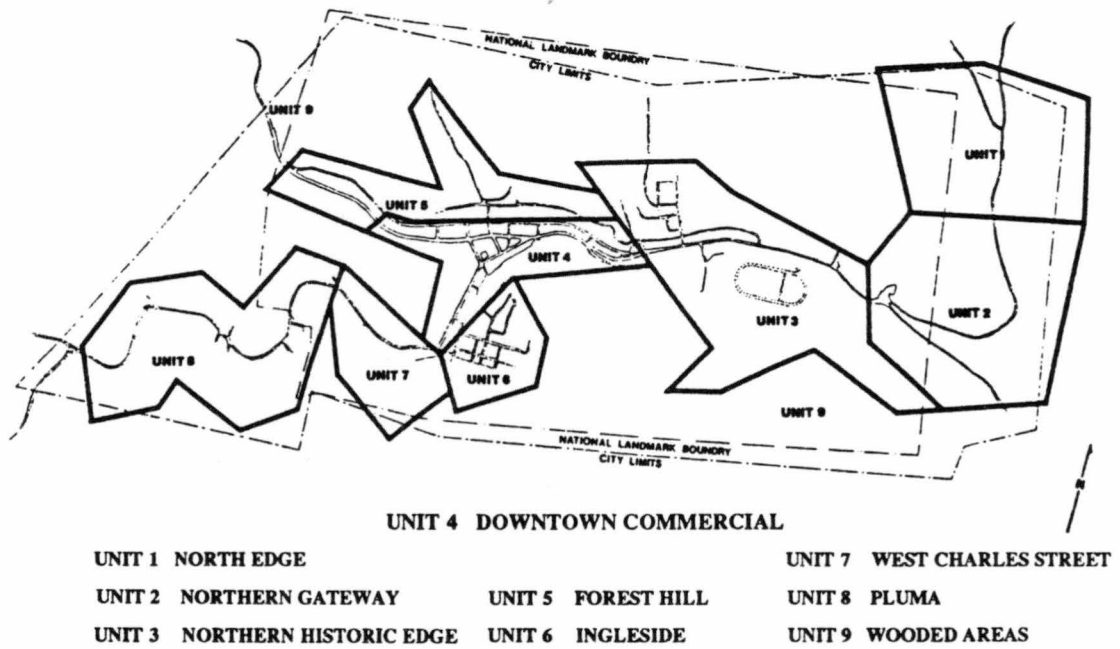 NATIONAL LANDMARK BOUNDRY
CITY LIMITS
UNIT 9
UNIT 1
UNIT 5
UNIT 4
UNIT 2
UNIT 3
UNIT 8
UNIT 7
UNIT 6
UNIT 9
NATIONAL LANDMARK BOUNDRY
CITY LIMITS
N
UNIT 4 DOWNTOWN COMMERCIAL
UNIT 1 NORTH EDGE
UNIT 7 WEST CHARLES STREET
UNIT 2 NORTHERN GATEWAY
UNIT 5 FOREST HILL
UNIT 8 PLUMA
UNIT 3 NORTHERN HISTORIC EDGE
UNIT 6 INGLESIDE
UNIT 9 WOODED AREAS